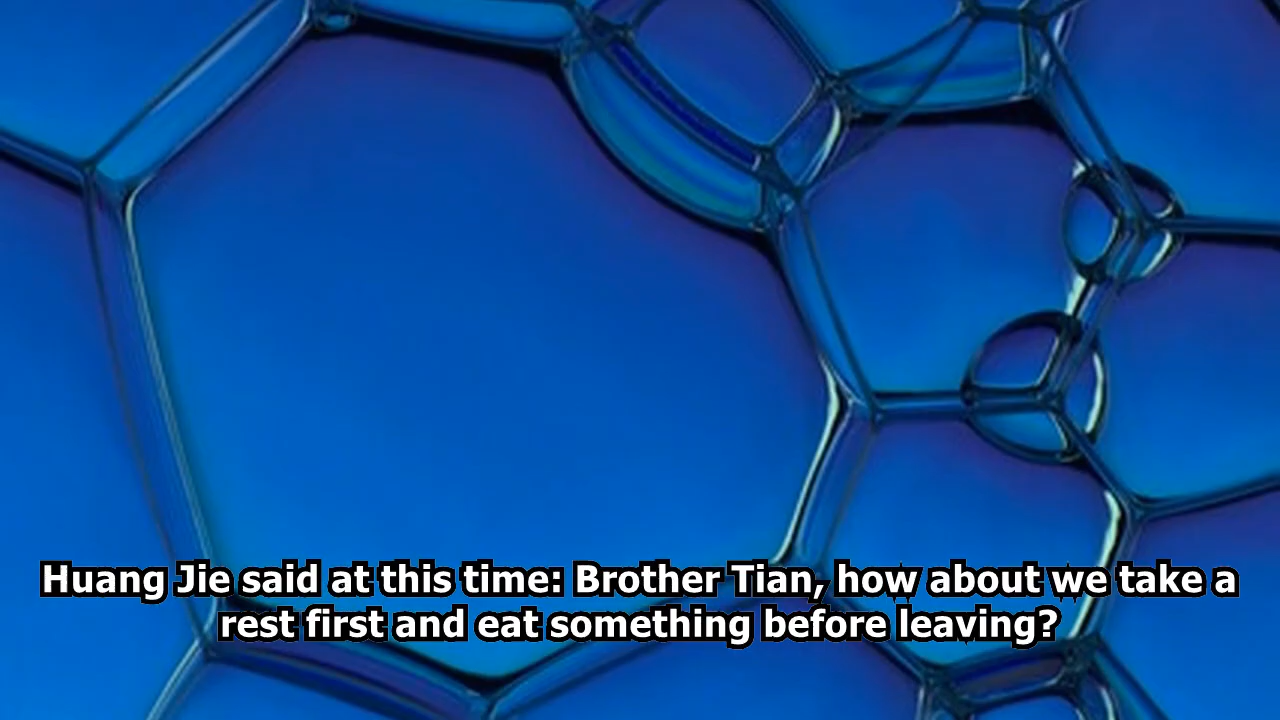 Huang Jie said at this time: Brother Tian, how about we take a
rest first and eat something before leaving?